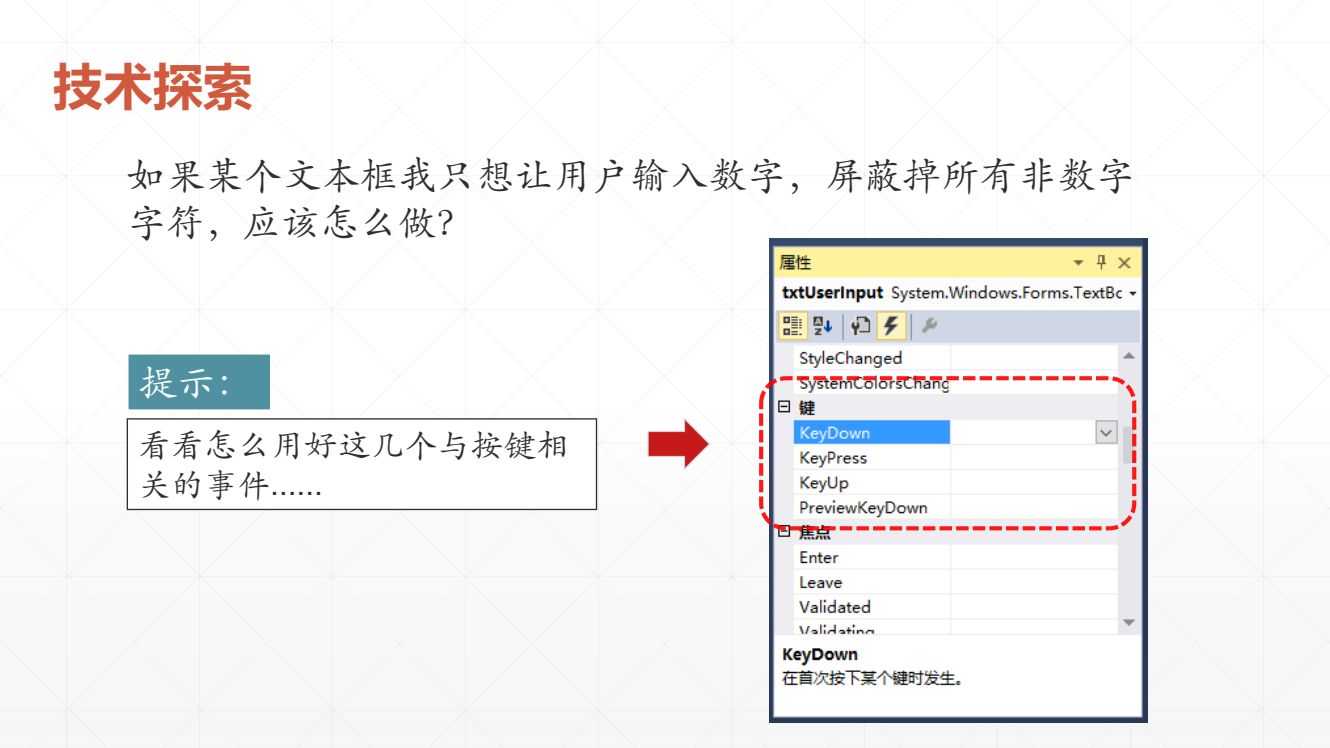 技术探索
如果某个文本框我只想让用户输入数字，屏蔽掉所有非数字
字符，应该怎么做？
提示：
看看怎么用好这几个与按键相
关的事件......
属性
txtUserInput System.Windows.Forms.TextBc
StyleChanged
SystemColorsChang
键
KeyDown
KeyPress
KeyUp
PreviewKeyDown
焦点
Enter
Leave
Validated
Validating
KeyDown
在首次按下某个键时发生。